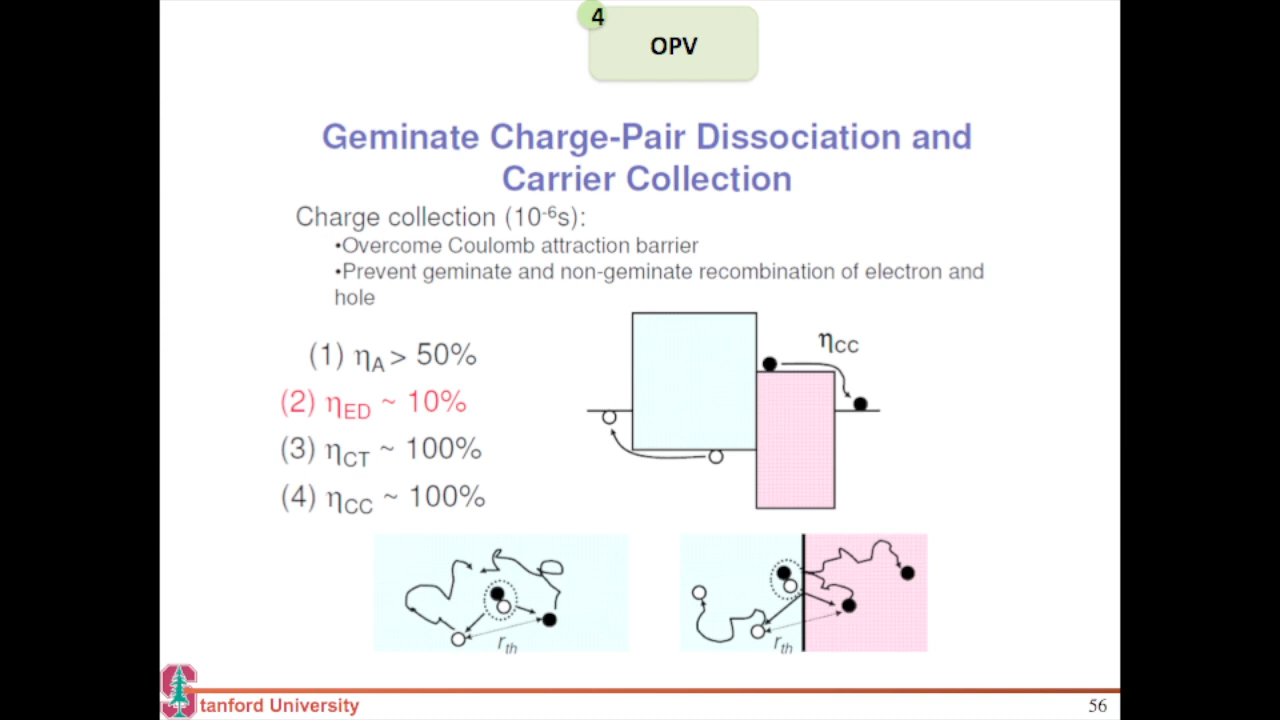 4
OPV
Geminate Charge-Pair Dissociation and
Carrier Collection
Charge collection (10⁻⁶s):
•Overcome Coulomb attraction barrier
•Prevent geminate and non-geminate recombination of electron and
hole
(1) ηA > 50%
(2) ηED ~ 10%
(3) ηCT ~ 100%
(4) ηCC ~ 100%
ηCC
rth
rth
Stanford University
56